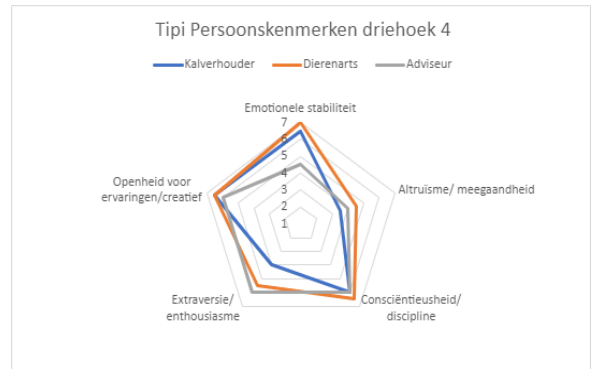 Tipi Persoonskenmerken driehoek 4
Kalverhouder Dierenarts Adviseur
Emotionele stabiliteit
7
6
5
4
3
2
1
Altruïsme/ meegaandheid
Consciëntieusheid/
discipline
Extraversie/
enthousiasme
Openheid voor
ervaringen/creatief